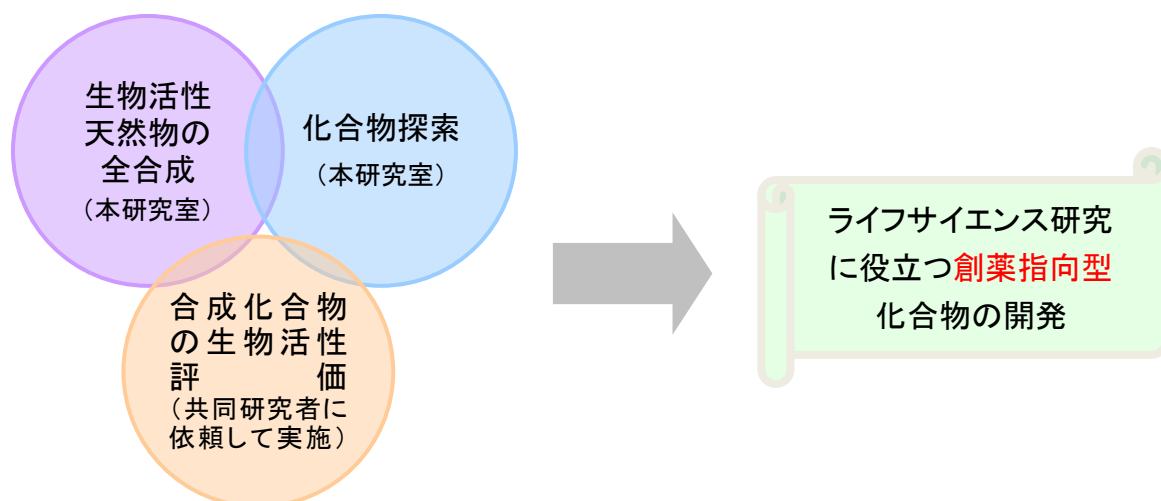 生物活性
天然物の
全合成
（本研究室）
化合物探索
（本研究室）
合成化合物
の生物活性
評価
（共同研究者に
依頼して実施）
ライフサイエンス研究
に役立つ創薬指向型
化合物の開発